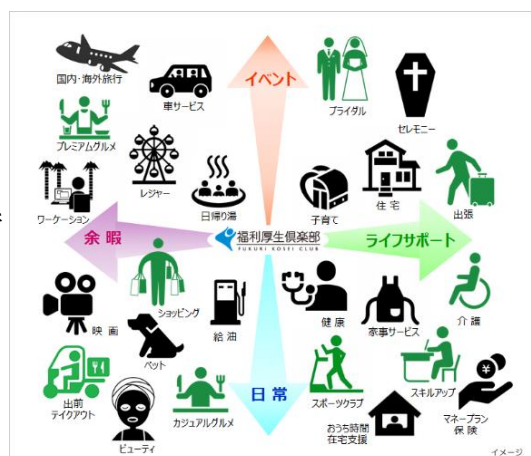 イベント
国内・海外旅行
車サービス
ブライダル
セレモニー
プレミアムグルメ
レジャー
日帰り湯
子育て
住宅
出張
ワーケーション
余暇
福利厚生倶楽部
FUKURI KOSEI CLUB
ライフサポート
映画
ショッピング
ペット
給油
健康
家事サービス
介護
出前
テイクアウト
ビューティ
カジュアルグルメ
日常
スポーツクラブ
おうち時間
在宅支援
スキルアップ
¥
マネープラン
保険
イメージ